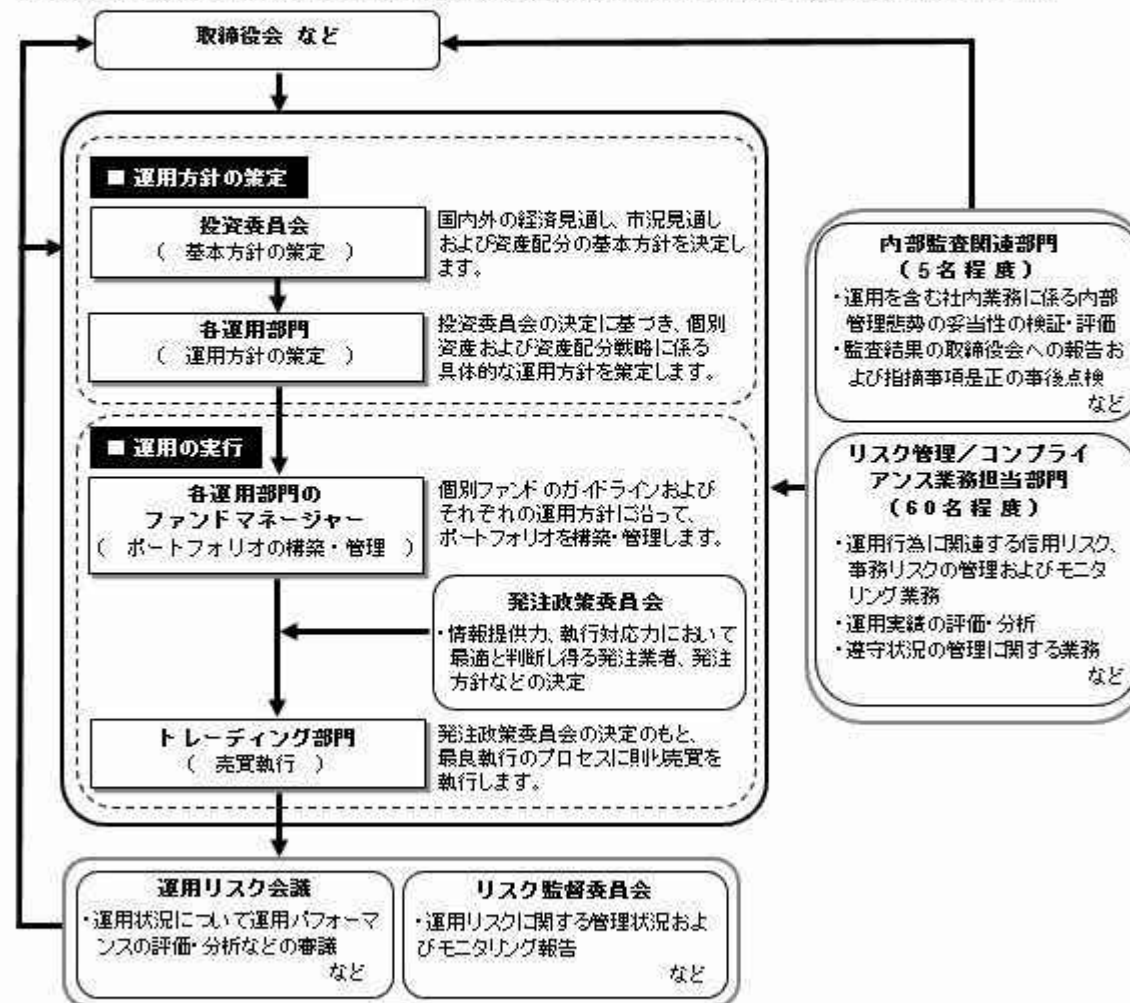 取締役会 など
■ 運用方針の策定
投資委員会
( 基本方針の策定 )
国内外の経済見通し、市況見通し
および資産配分の基本方針を決定し
ます。
各運用部門
( 運用方針の策定 )
投資委員会の決定に基づき、個別
資産および資産配分戦略に係る
具体的な運用方針を策定します。
■ 運用の実行
各運用部門の
ファンドマネージャー
( ポートフォリオの構築・管理 )
個別ファンドのガイドラインおよび
それぞれの運用方針に沿って、
ポートフォリオを構築・管理します。
発注政策委員会
・情報提供力、執行対応力において
最適と判断し得る発注業者、発注
方針などの決定
トレーディング部門
( 売買執行 )
発注政策委員会の決定のもと、
最良執行のプロセスに則り売買を
執行します。
内部監査関連部門
(5名程度)
・運用を含む社内業務に係る内部
管理態勢の妥当性の検証・評価
・監査結果の取締役会への報告お
よび指摘事項是正の事後点検
など
リスク管理/コンプライ
アンス業務担当部門
(60名程度)
・運用行為に関連する信用リスク、
事務リスクの管理およびモニタ
リング業務
・運用実績の評価・分析
・遵守状況の管理に関する業務
など
運用リスク会議
・運用状況について運用パフォーマ
ンスの評価・分析などの審議
など
リスク監督委員会
・運用リスクに関する管理状況およ
びモニタリング報告
など